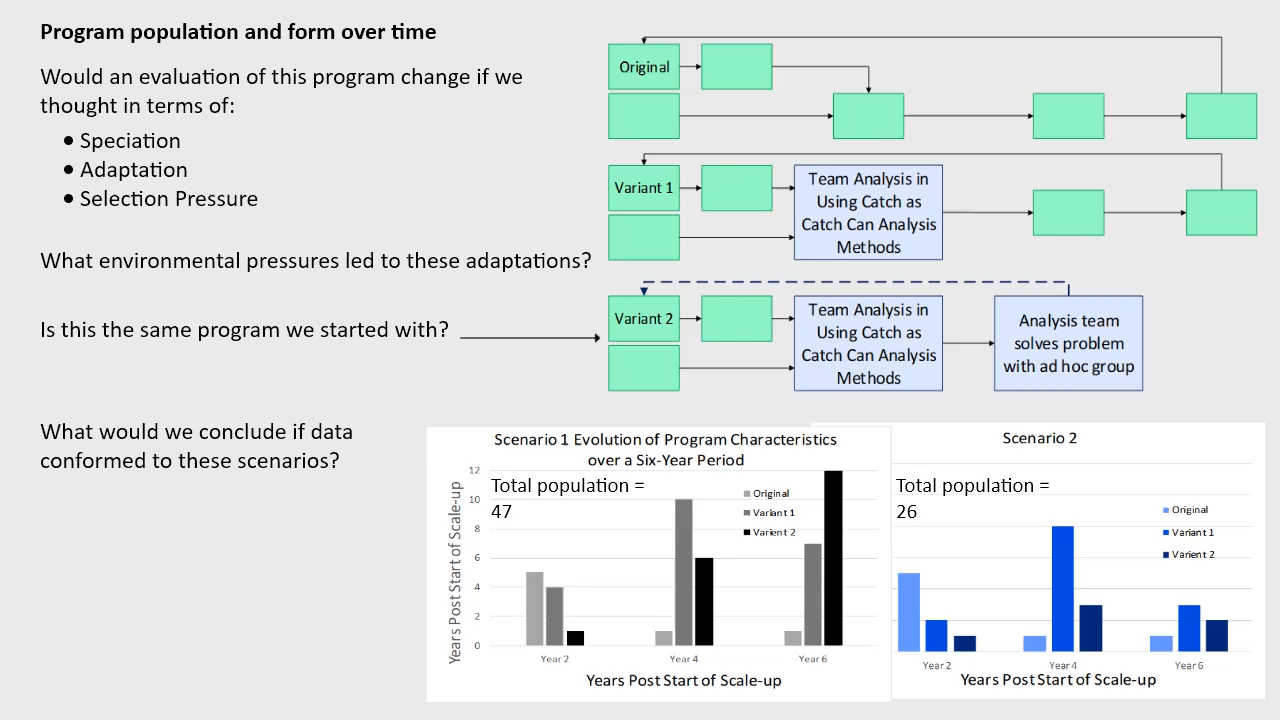 Program population and form over time
Would an evaluation of this program change if we
thought in terms of:
• Speciation
• Adaptation
• Selection Pressure
What environmental pressures led to these adaptations?
Is this the same program we started with?
What would we conclude if data
conformed to these scenarios?
Original
Variant 1
Team Analysis in
Using Catch as
Catch Can Analysis
Methods
Variant 2
Team Analysis in
Using Catch as
Catch Can Analysis
Methods
Analysis team
solves problem
with ad hoc group
Scenario 1 Evolution of Program Characteristics
over a Six-Year Period
Total population =
47
Years Post Start of Scale-up
12
10
8
6
4
2
0
Original
Variant 1
Varient 2
Year 2
Year 4
Year 6
Years Post Start of Scale-up
Scenario 2
Total population =
26
Original
Variant 1
Varient 2
Year 2
Year 4
Year 6
Years Post Start of Scale-up